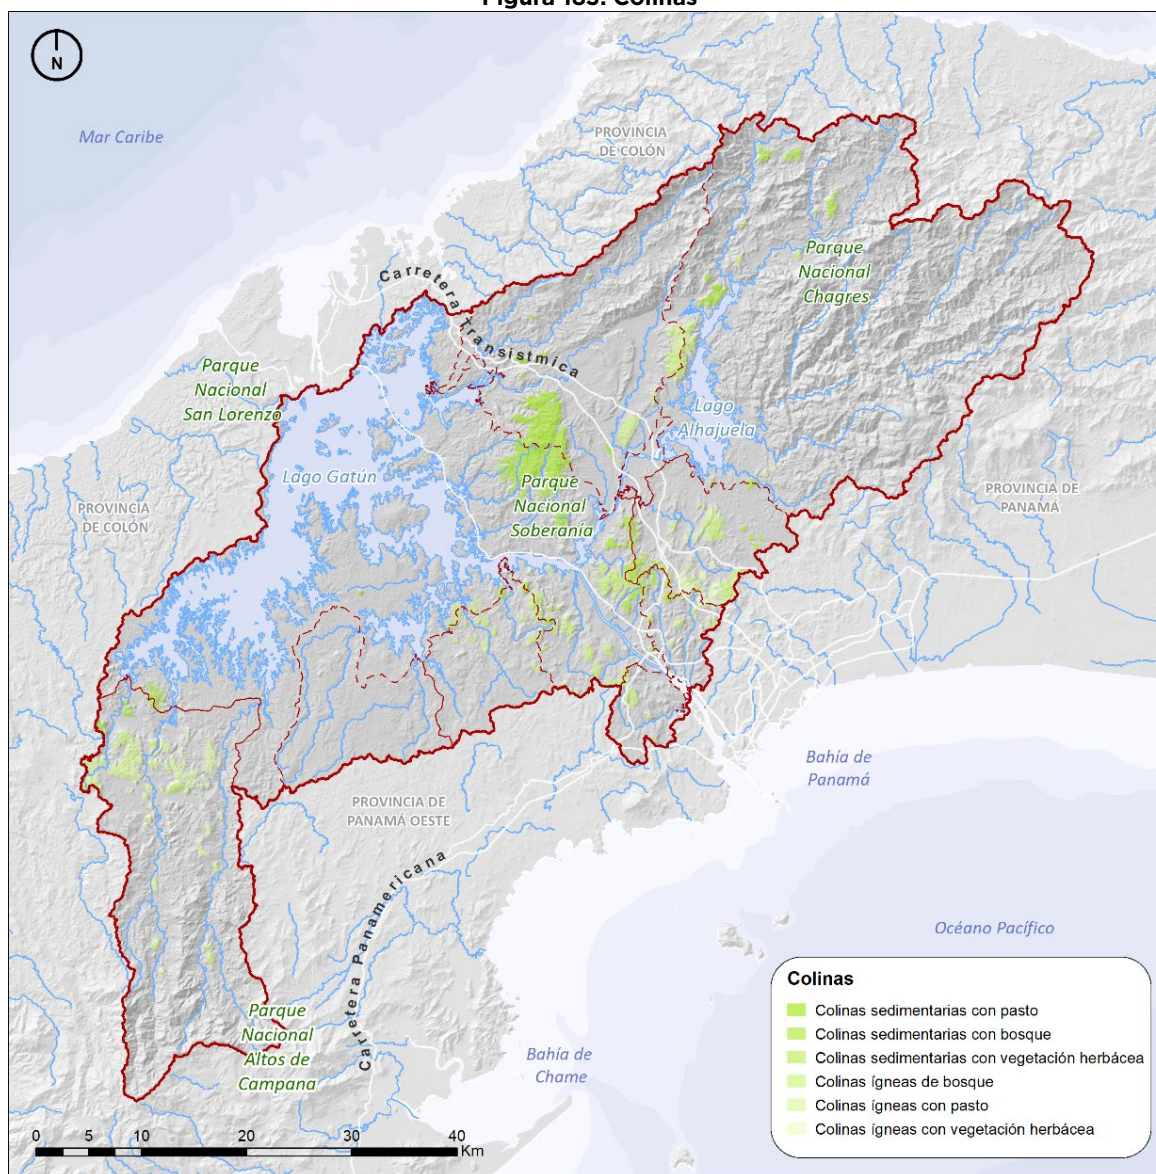 Figura 183. Colinas
N
Mar Caribe
PROVINCIA
DE COLÓN
Parque
Nacional
Chagres
Carretera Transístmica
Parque
Nacional
San Lorenzo
Lago
Alhajuela
Lago Gatún
Parque
Nacional
Soberanía
PROVINCIA
DE COLÓN
PROVINCIA DE
PANAMÁ
Bahía de
Panamá
PROVINCIA DE
PANAMÁ OESTE
Carretera Panamericana
Océano Pacífico
Parque
Nacional
Altos de
Campana
Bahía de
Chame
Colinas
Colinas sedimentarias con pasto
Colinas sedimentarias con bosque
Colinas sedimentarias con vegetación herbácea
Colinas ígneas de bosque
Colinas ígneas con pasto
Colinas ígneas con vegetación herbácea
0 5 10 20 30 40
Km